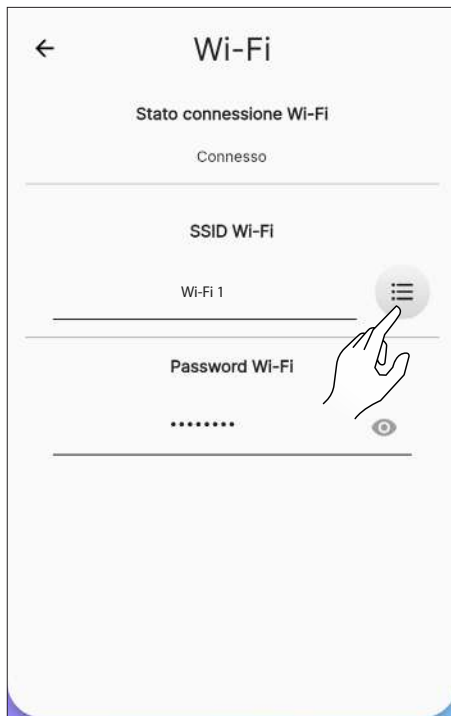 Wi-Fi
Stato connessione Wi-Fi
Connesso
SSID Wi-Fi
Wi-Fi 1
Password Wi-Fi
••••••••